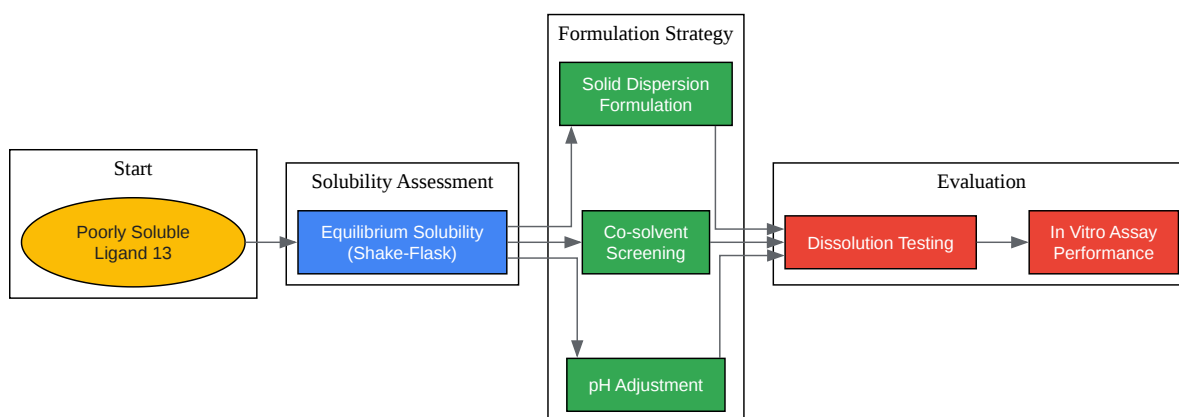 Start
Poorly Soluble
Ligand 13
Solubility Assessment
Equilibrium Solubility
(Shake-Flask)
Formulation Strategy
Solid Dispersion
Formulation
Co-solvent
Screening
pH Adjustment
Evaluation
Dissolution Testing
In Vitro Assay
Performance